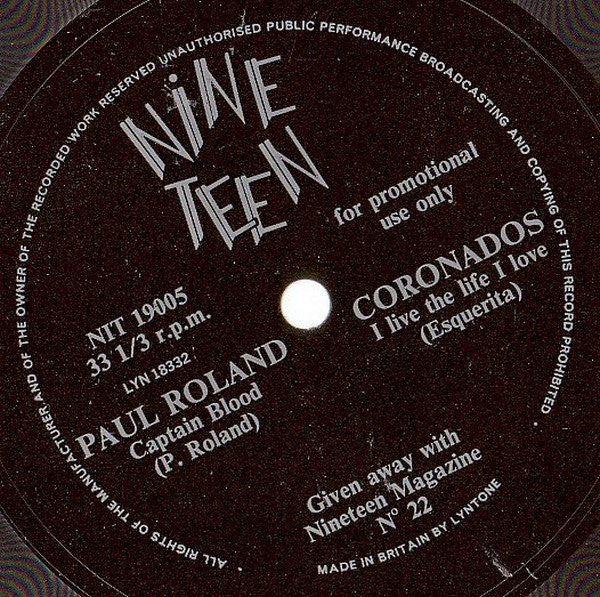 ALL RIGHTS OF THE MANUFACTURER AND OF THE OWNER OF THE RECORDED WORK RESERVED UNAUTHORISED PUBLIC PERFORMANCE BROADCASTING AND COPYING OF THIS RECORD PROHIBITED.
NiNE
TEEN
for promotional
use only
NIT 19005
33 1/3 r.p.m.
LYN 18332
PAUL ROLAND
Captain Blood
(P. Roland)
CORONADOS
I live the life I love
(Esquerita)
Given away with
Nineteen Magazine
N° 22
MADE IN BRITAIN BY LYNTONE